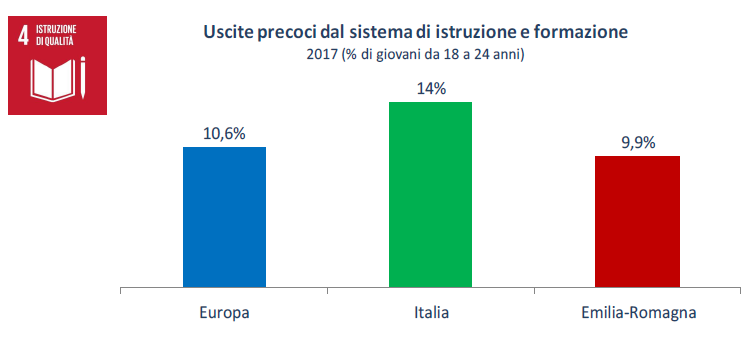 4 ISTRUZIONE
DI QUALITÀ
Uscite precoci dal sistema di istruzione e formazione
2017 (% di giovani da 18 a 24 anni)
14%
10,6%
9,9%
Europa
Italia
Emilia-Romagna